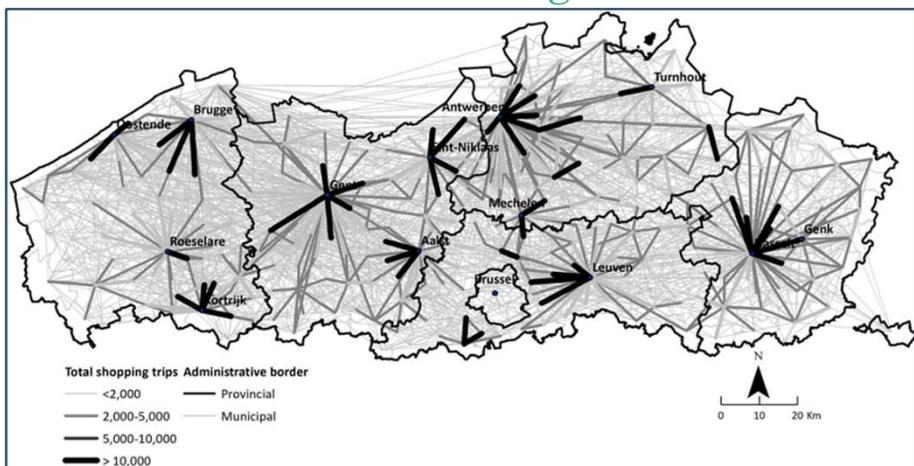 Turnhout
Antwerpen
Brugge
Oostende
Sint-Niklaas
Gent
Mechelen
Roeselare
Aalst
Genk
Hasselt
Leuven
Brussel
Kortrijk
Total shopping trips Administrative border
<2,000 Provincial
2,000-5,000 Municipal
5,000-10,000
> 10,000
N
0 10 20 Km